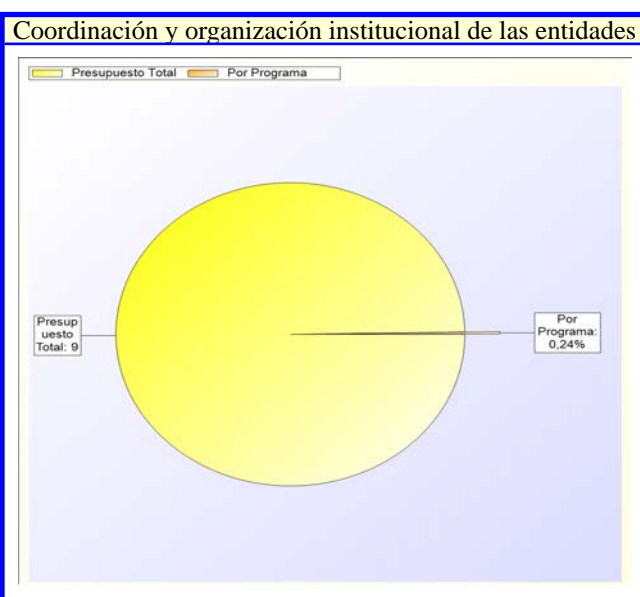 Coordinación y organización institucional de las entidades
Presupuesto Total Por Programa
Presup
uesto
Total: 9
Por
Programa:
0,24%